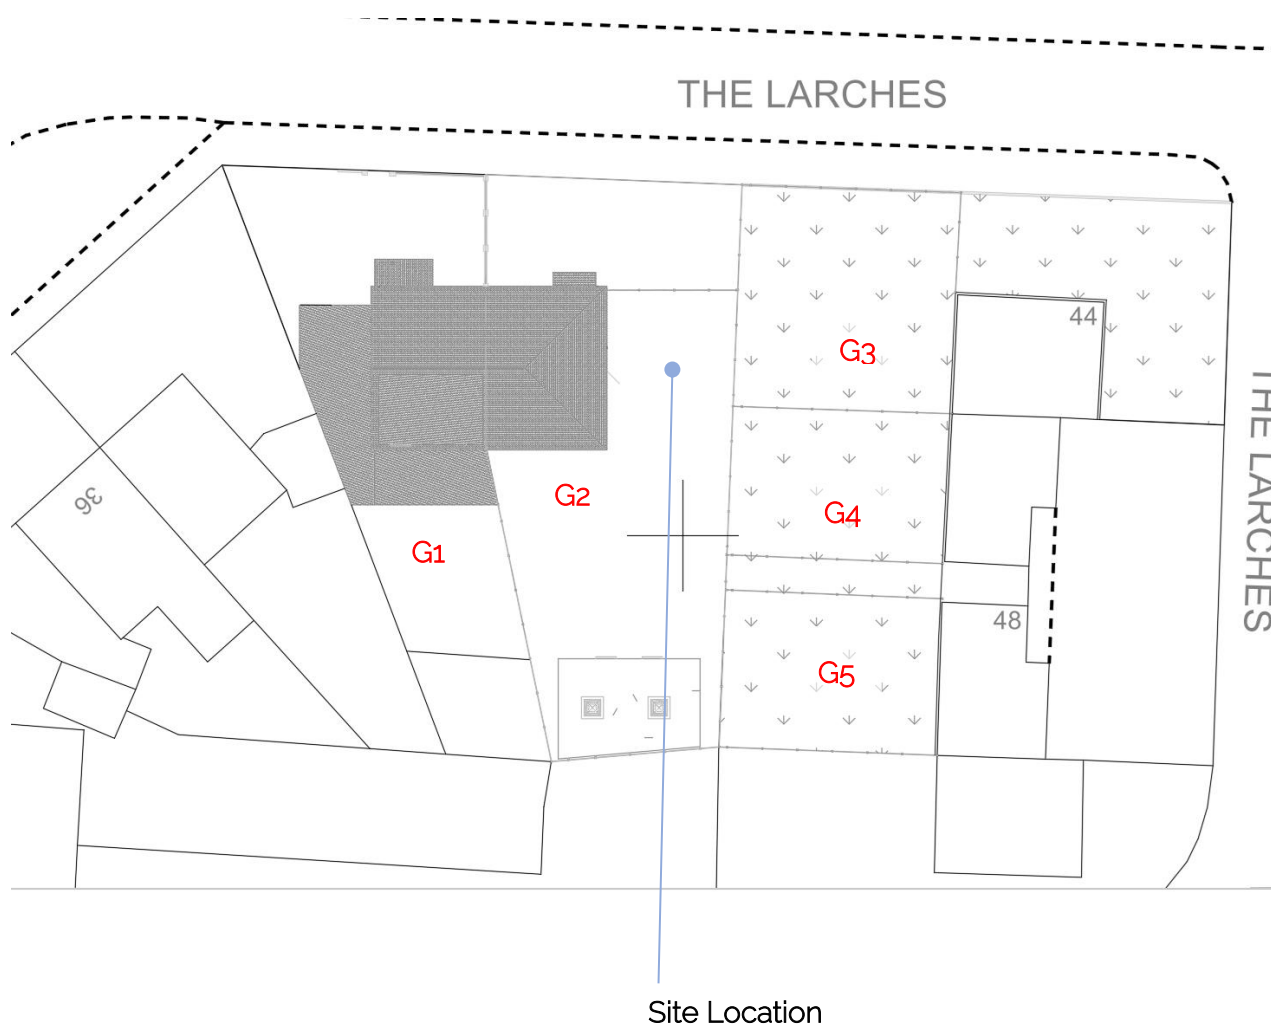 THE LARCHES
44
G3
THE LARCHES
36
G2
G4
G1
48
G5
Site Location